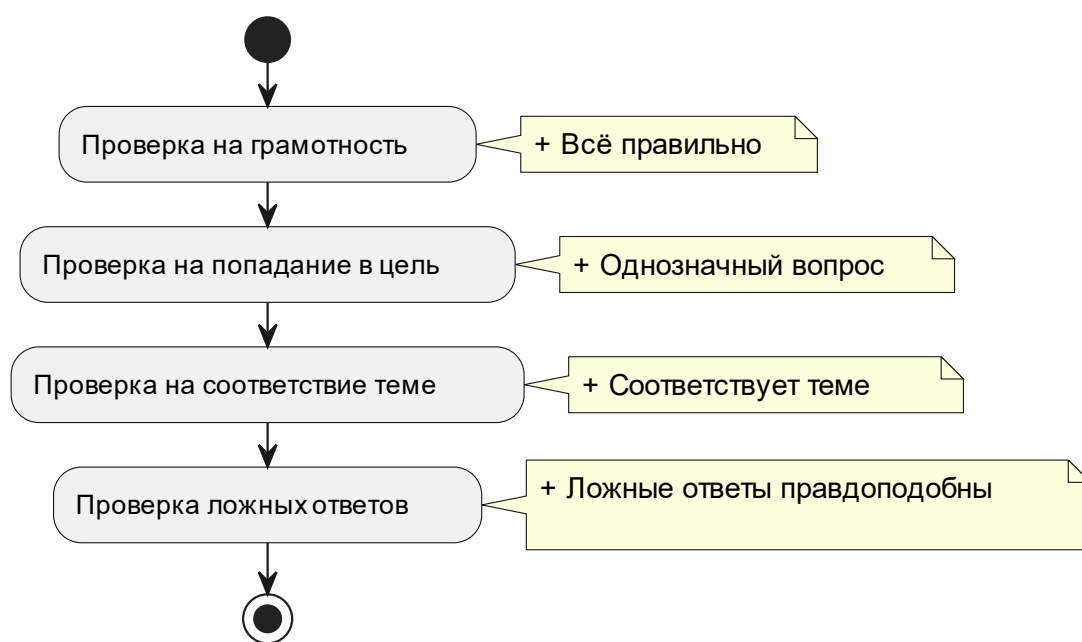 Проверка на грамотность
+ Всё правильно
Проверка на попадание в цель
+ Однозначный вопрос
Проверка на соответствие теме
+ Соответствует теме
Проверка ложных ответов
+ Ложные ответы правдоподобны